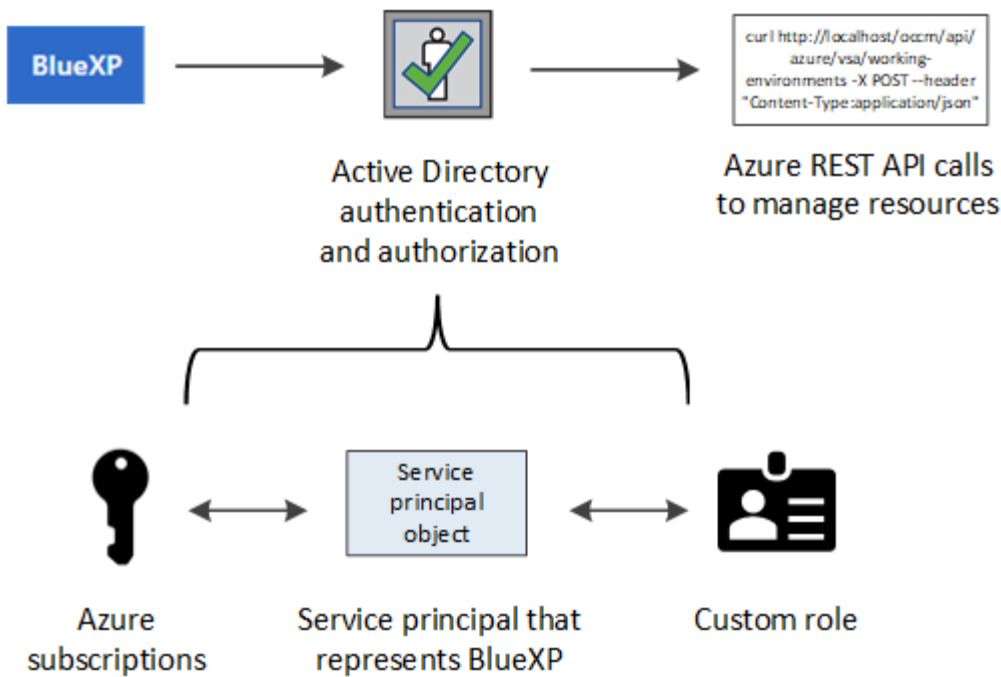 BlueXP
curl http://localhost/occm/api/
azure/vsa/working-
environments -X POST --header
"Content-Type:application/json"
Active Directory
authentication
and authorization
Azure REST API calls
to manage resources
Service
principal
object
Azure
subscriptions
Service principal that
represents BlueXP
Custom role